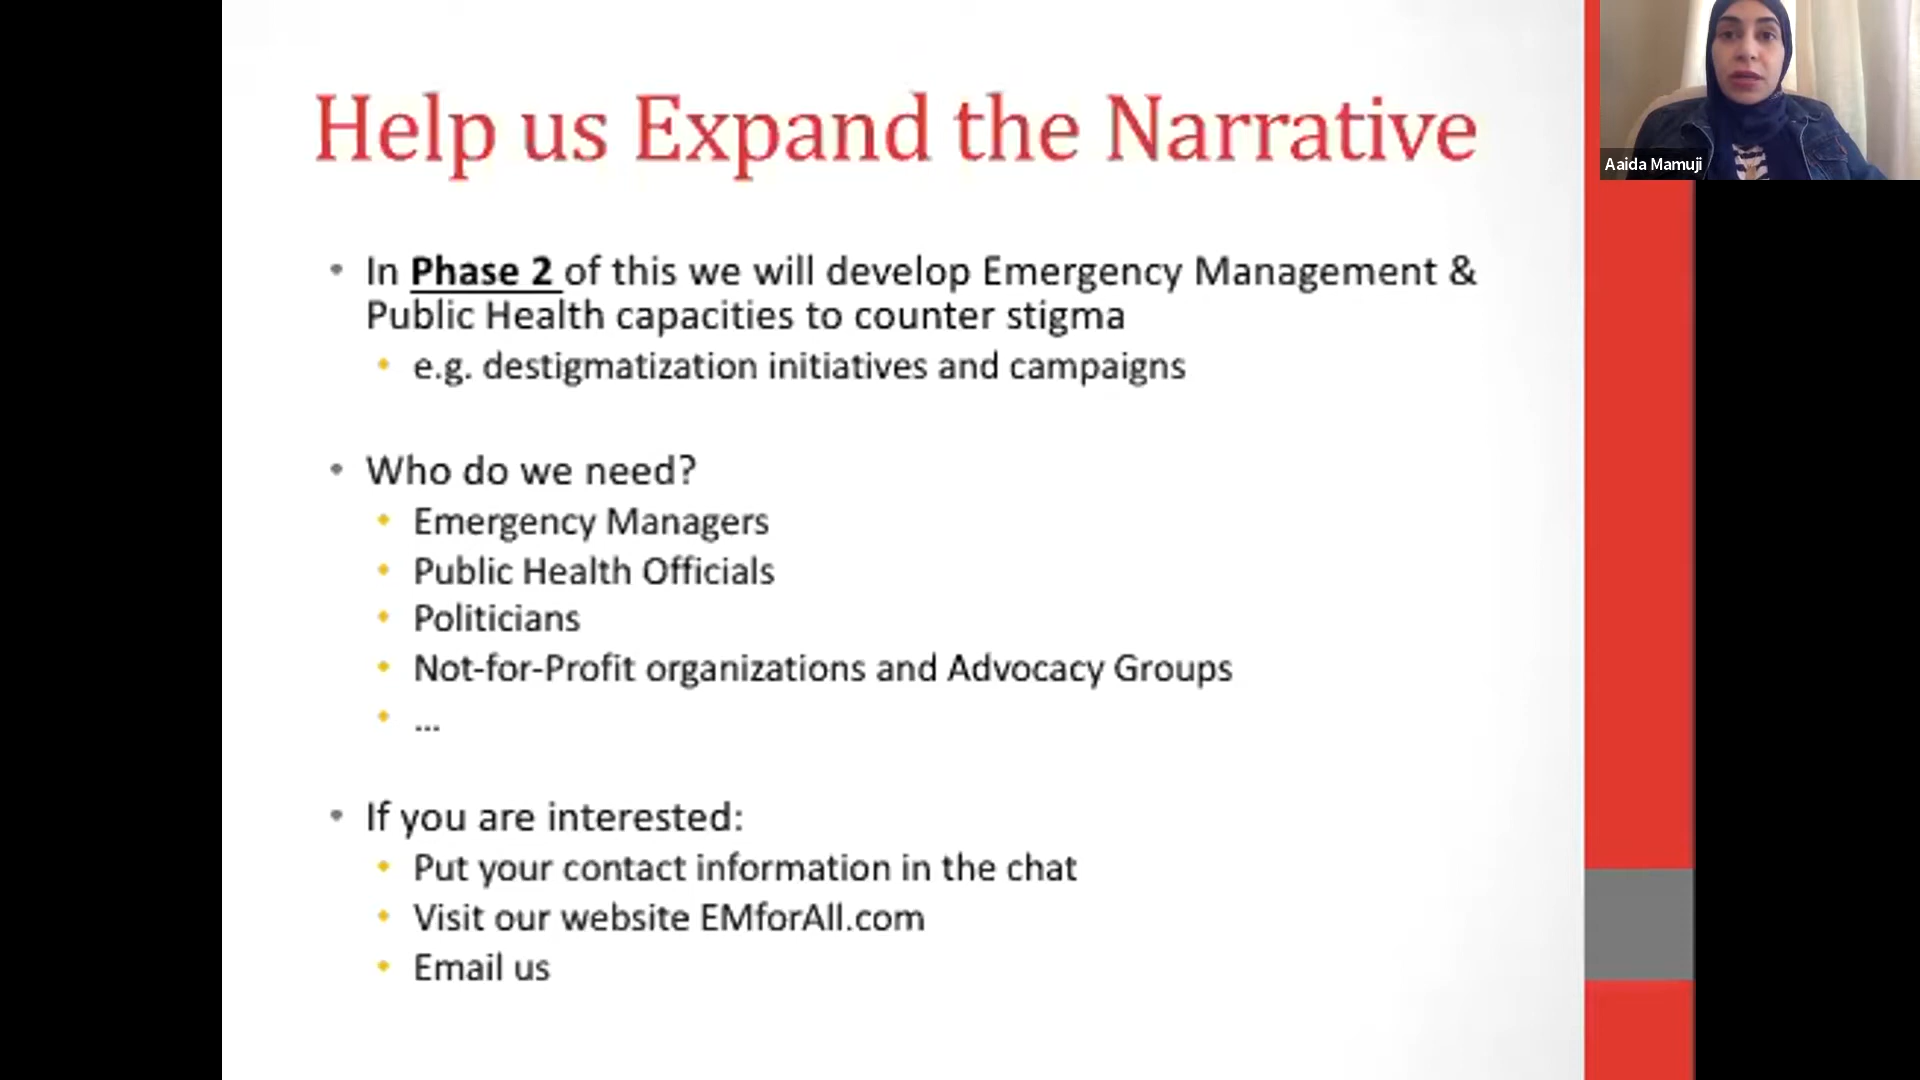 Help us Expand the Narrative
Aaida Mamuji
• In Phase 2 of this we will develop Emergency Management &
Public Health capacities to counter stigma
• e.g. destigmatization initiatives and campaigns
• Who do we need?
• Emergency Managers
• Public Health Officials
• Politicians
• Not-for-Profit organizations and Advocacy Groups
• ...
• If you are interested:
• Put your contact information in the chat
• Visit our website EMforAll.com
• Email us